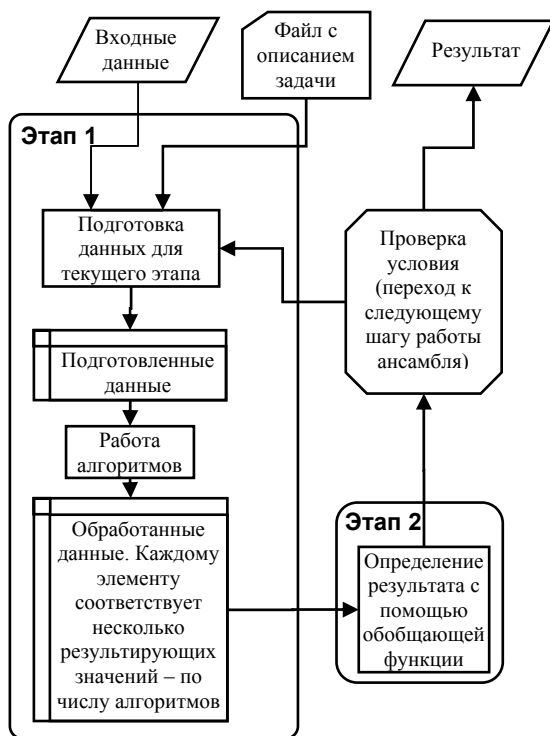 Входные
данные
Файл с
описанием
задачи
Результат
Этап 1
Подготовка
данных для
текущего этапа
Подготовленные
данные
Работа
алгоритмов
Обработанные
данные. Каждому
элементу
соответствует
несколько
результирующих
значений – по
числу алгоритмов
Проверка
условия
(переход к
следующему
шагу работы
ансамбля)
Этап 2
Определение
результата с
помощью
обобщающей
функции